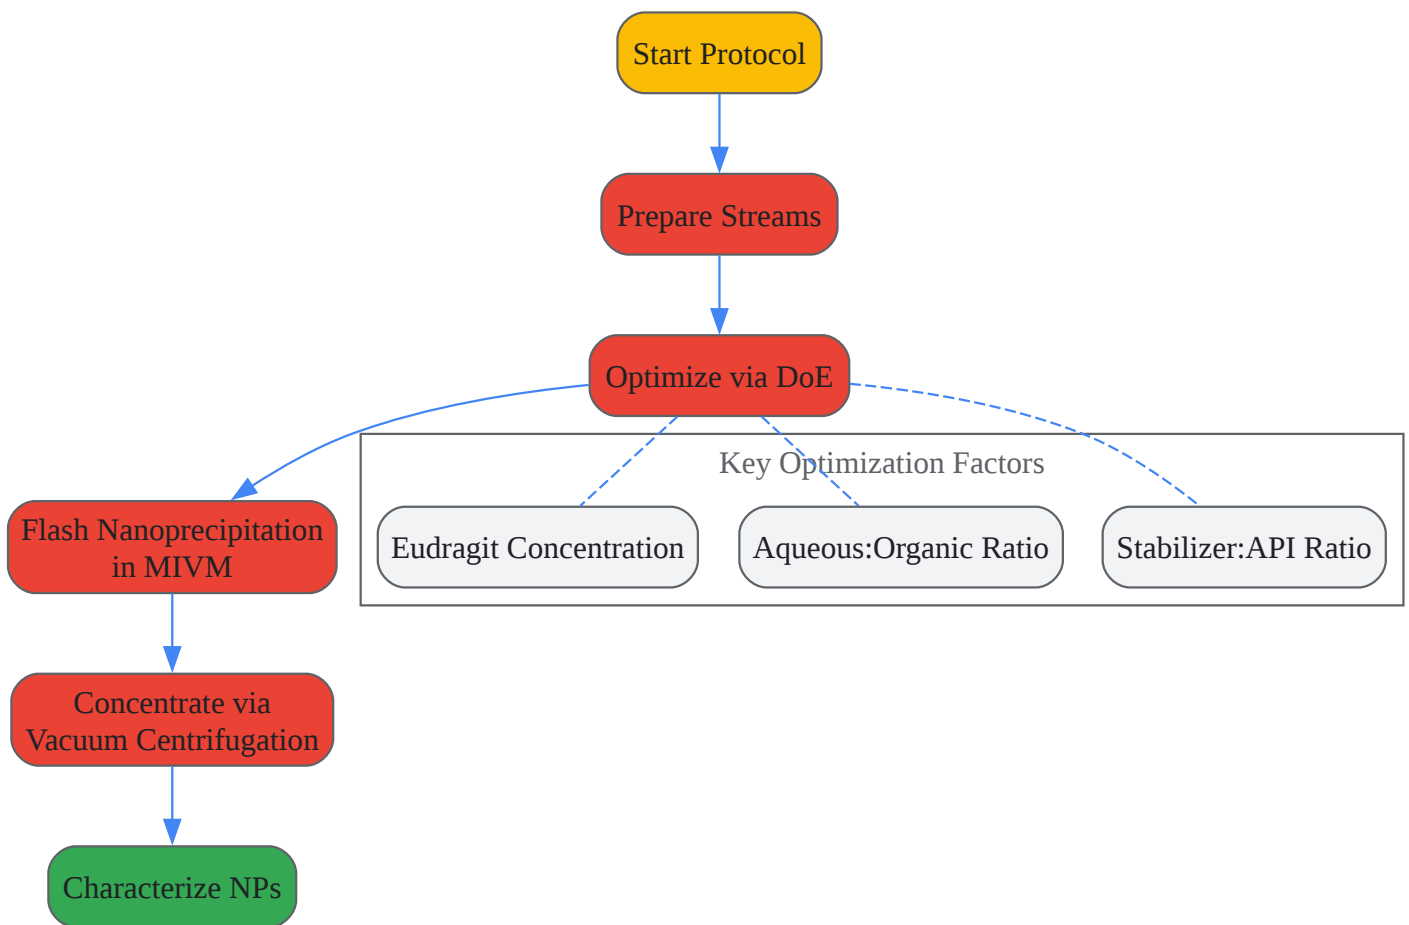 Start Protocol
Prepare Streams
Optimize via DoE
Key Optimization Factors
Flash Nanoprecipitation
in MIVM
Eudragit Concentration
Aqueous:Organic Ratio
Stabilizer:API Ratio
Concentrate via
Vacuum Centrifugation
Characterize NPs